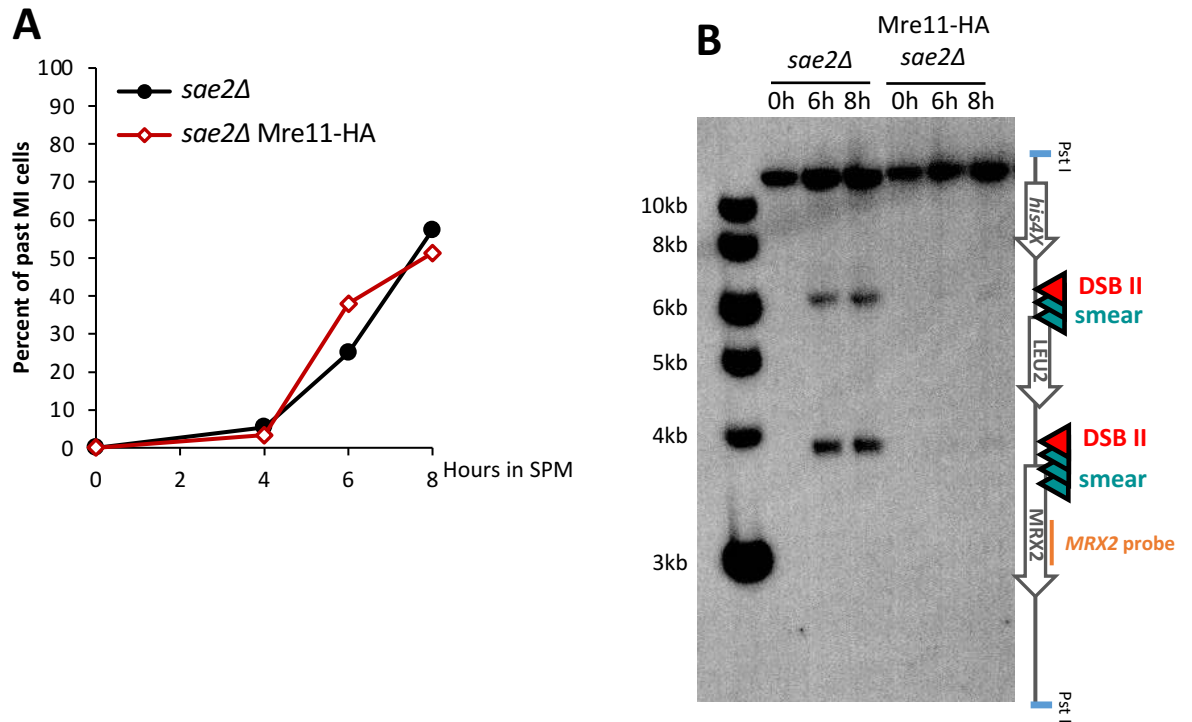 A
Percent of past MI cells
100
90
80
70
60
50
40
30
20
10
0
0
2
4
6
8
Hours in SPM
sae2Δ
sae2Δ Mre11-HA
B
sae2Δ
Mre11-HA
sae2Δ
0h 6h 8h 0h 6h 8h
10kb
8kb
6kb
5kb
4kb
3kb
Pst I
his4X
DSB II
smear
LEU2
DSB II
smear
MRX2
MRX2 probe
Pst I